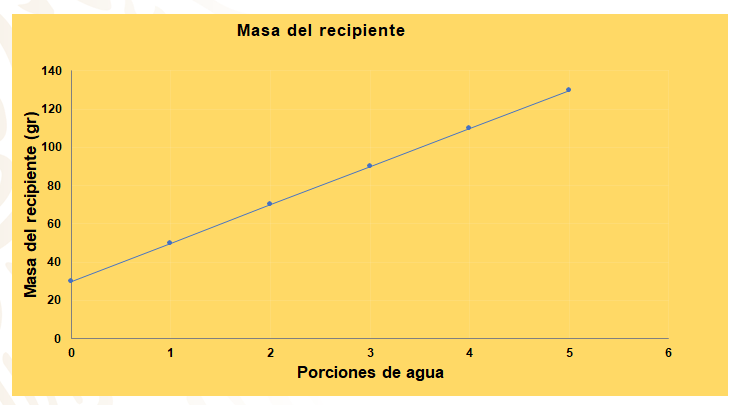 Masa del recipiente
140
120
100
80
60
40
20
0
Masa del recipiente (gr)
0 1 2 3 4 5 6
Porciones de agua